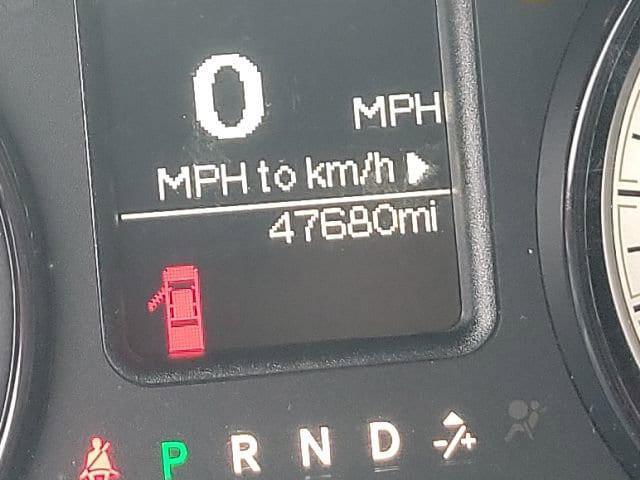 0 MPH
MPH to km/h
47680mi
P R N D -/+